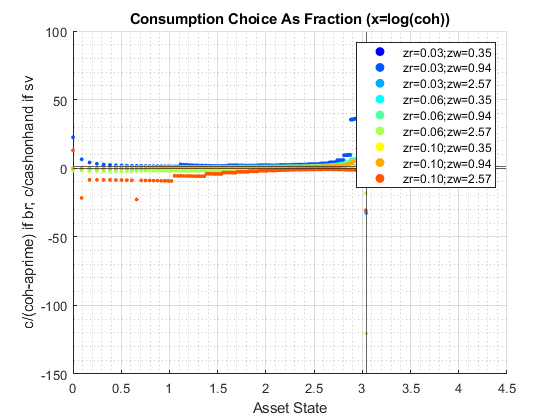 Consumption Choice As Fraction (x=log(coh))
c/(coh-aprime) if br; c/cashonhand if sv
100
50
0
-50
-100
-150
zr=0.03;zw=0.35
zr=0.03;zw=0.94
zr=0.03;zw=2.57
zr=0.06;zw=0.35
zr=0.06;zw=0.94
zr=0.06;zw=2.57
zr=0.10;zw=0.35
zr=0.10;zw=0.94
zr=0.10;zw=2.57
0 0.5 1 1.5 2 2.5 3 3.5 4 4.5
Asset State